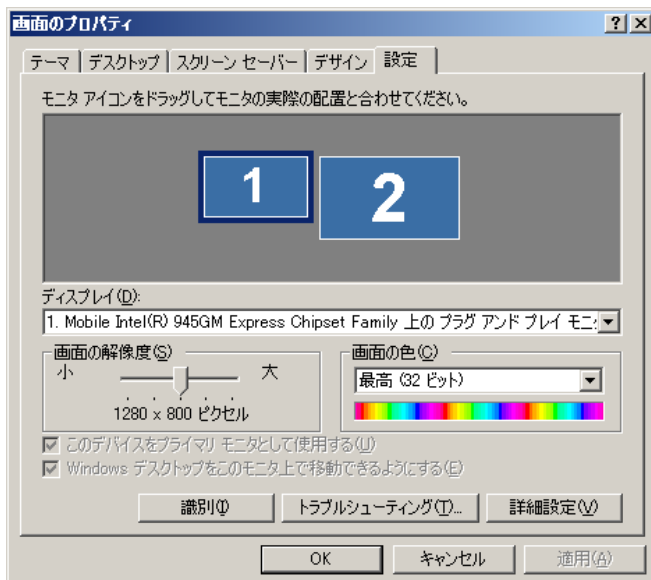 画面のプロパティ
テーマ デスクトップ スクリーン セーバー デザイン 設定
モニタ アイコンをドラッグしてモニタの実際の配置と合わせてください。
1 2
ディスプレイ(D):
1. Mobile Intel(R) 945GM Express Chipset Family 上の プラグ アンド プレイ モニ
画面の解像度(S)
小 大
1280 x 800 ピクセル
画面の色(C)
最高 (32 ビット)
このデバイスをプライマリ モニタとして使用する(U)
Windows デスクトップをこのモニタ上で移動できるようにする(E)
識別(I) トラブルシューティング(T)... 詳細設定(V)
OK キャンセル 適用(A)